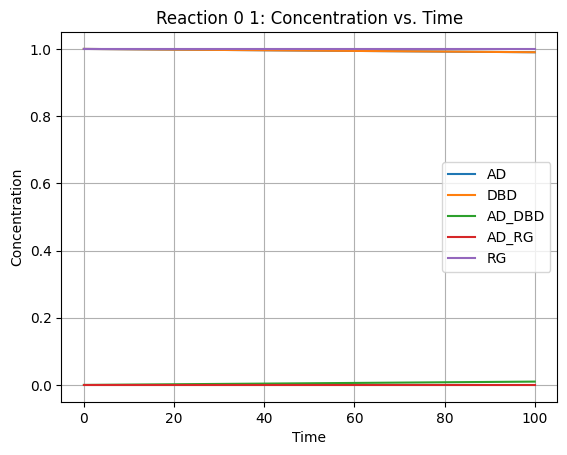 Reaction 0 1: Concentration vs. Time
Concentration
1.0
0.8
0.6
0.4
0.2
0.0
AD
DBD
AD_DBD
AD_RG
RG
0 20 40 60 80 100
Time